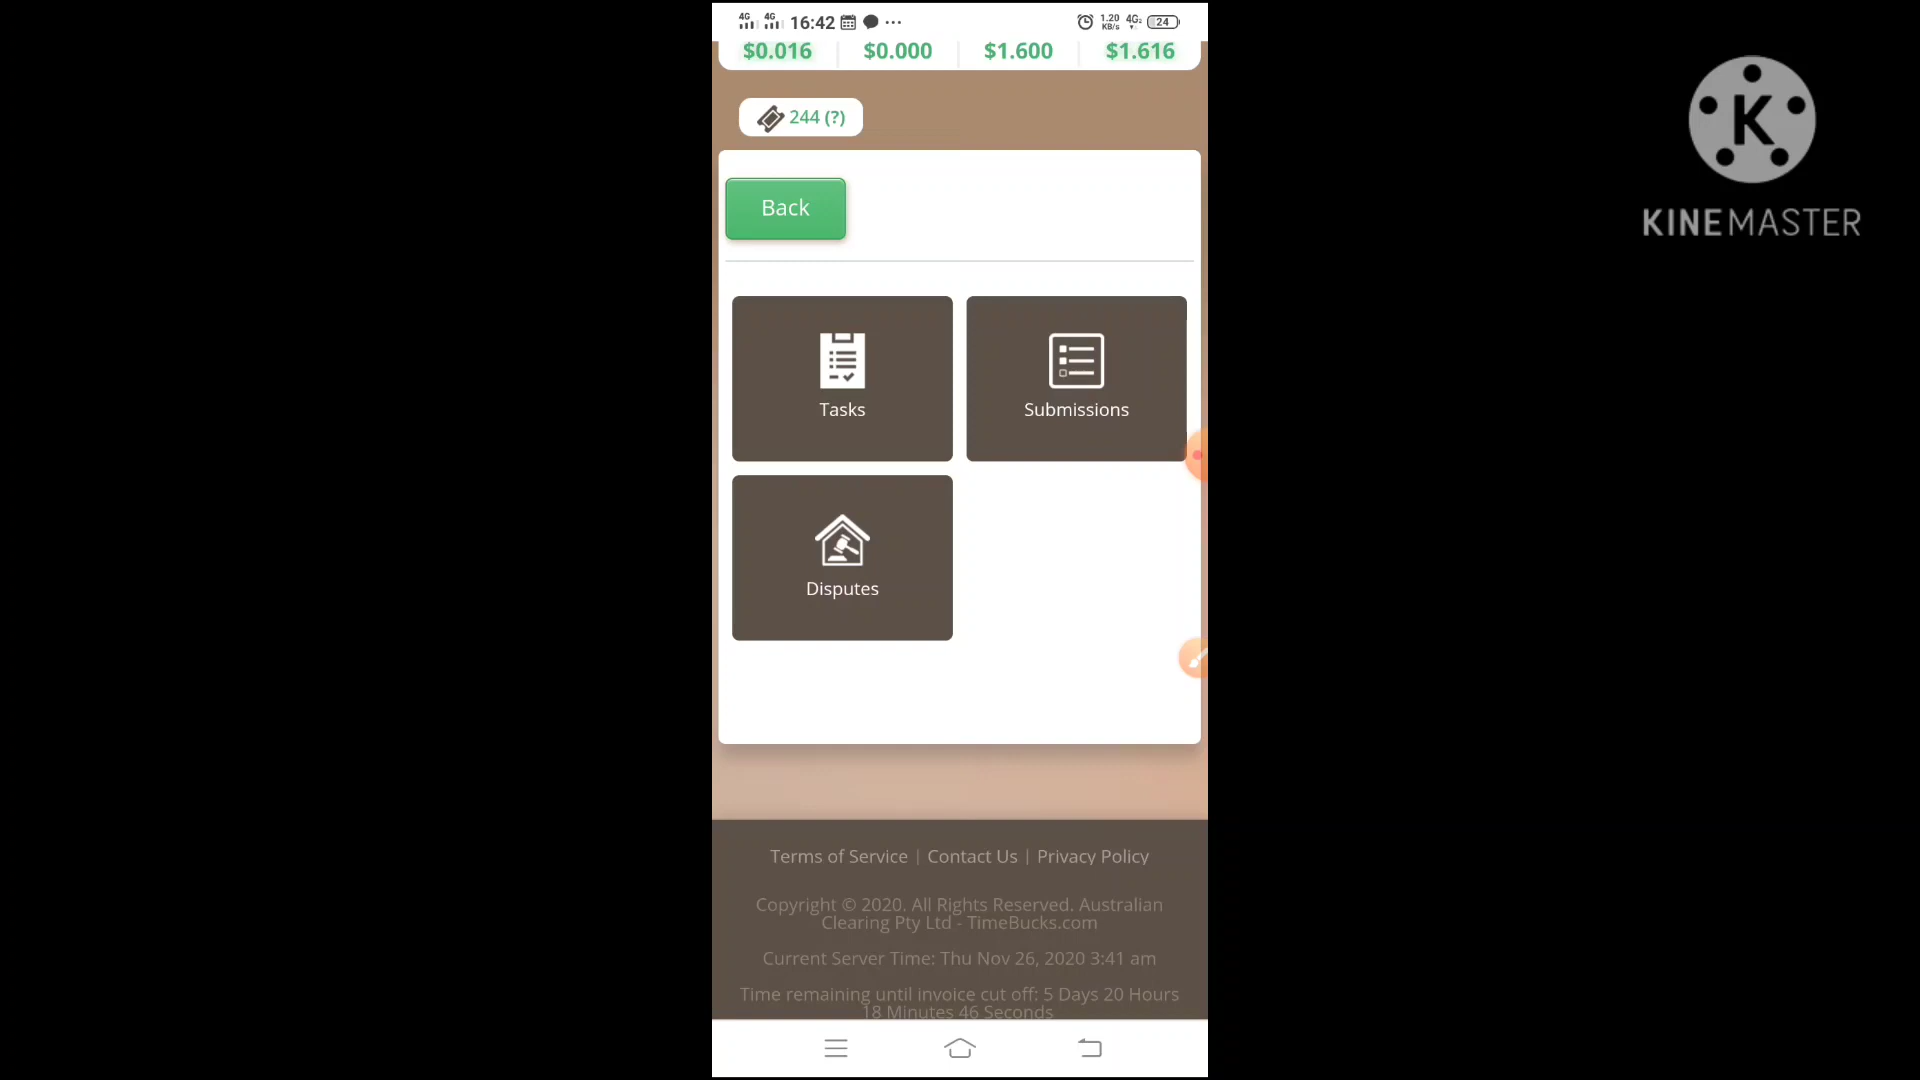 4G 4G 16:42 ... 1.20 KB/s 4G 24
$0.016 $0.000 $1.600 $1.616
244 (?)
K
KINEMASTER
Back
Tasks Submissions
Disputes
Terms of Service | Contact Us | Privacy Policy
Copyright © 2020. All Rights Reserved. Australian
Clearing Pty Ltd - TimeBucks.com
Current Server Time: Thu Nov 26, 2020 3:41 am
Time remaining until invoice cut off: 5 Days 20 Hours
18 Minutes 46 Seconds